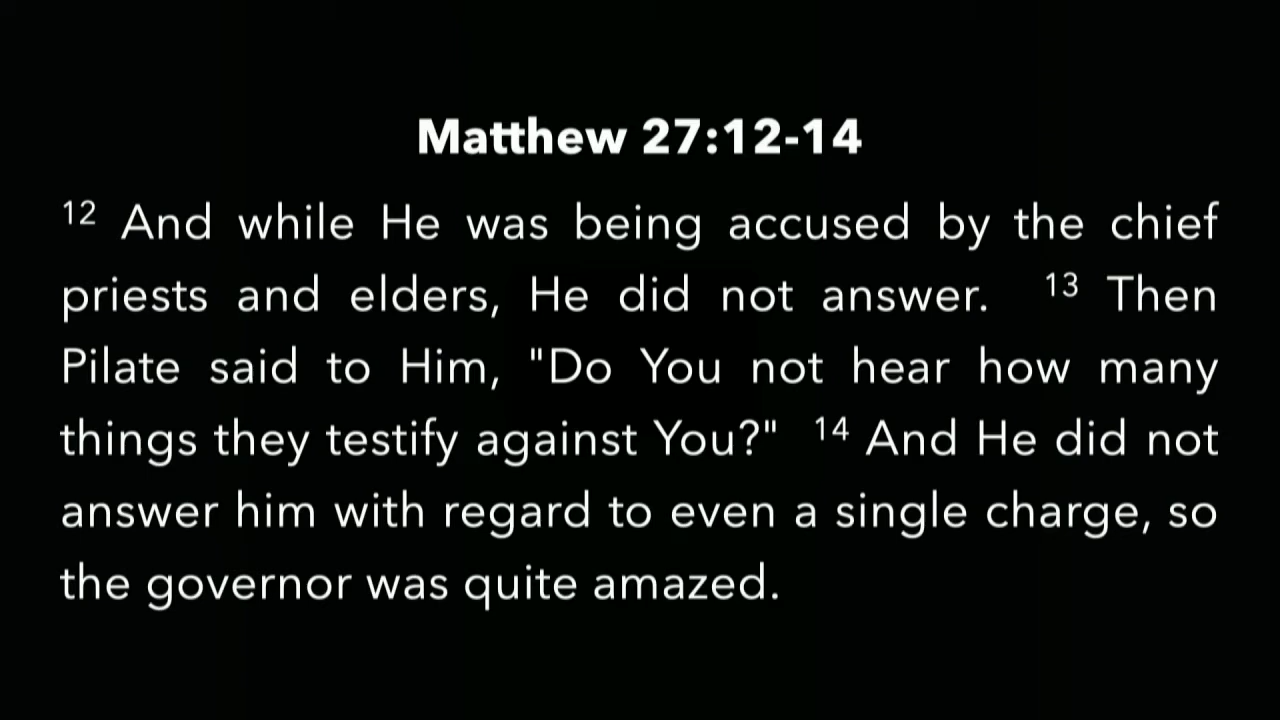 Matthew 27:12-14
12 And while He was being accused by the chief
priests and elders, He did not answer. 13 Then
Pilate said to Him, "Do You not hear how many
things they testify against You?" 14 And He did not
answer him with regard to even a single charge, so
the governor was quite amazed.